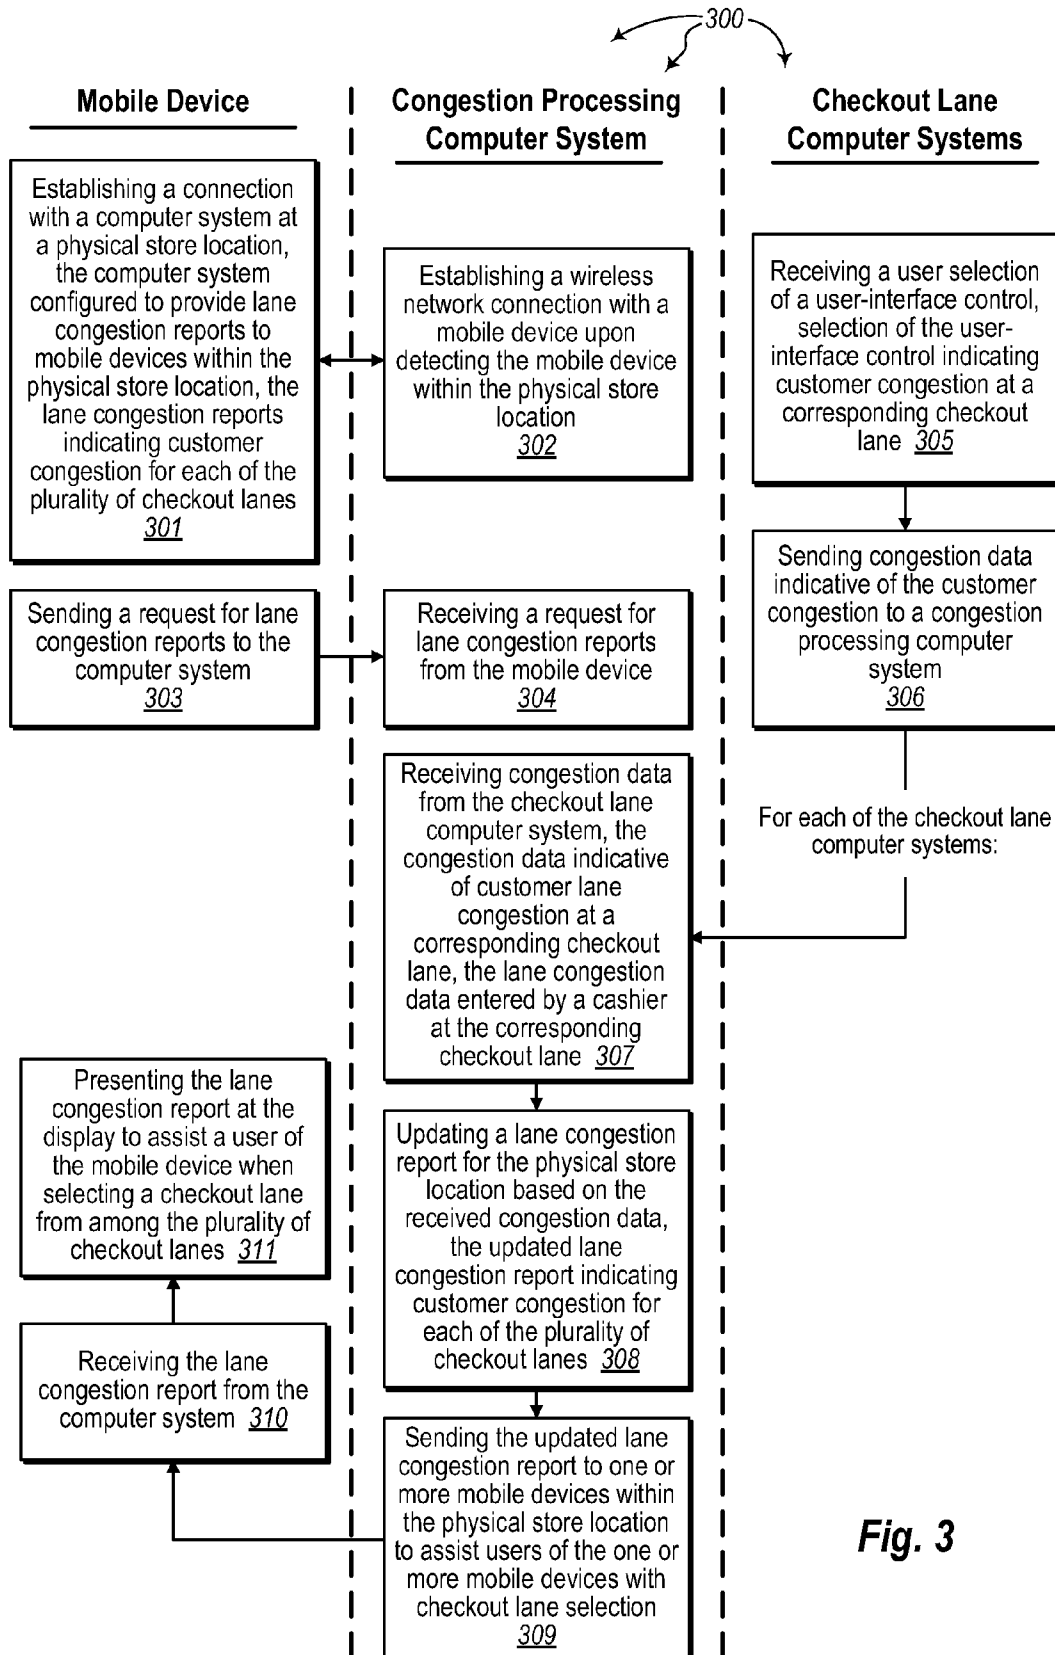 300
Mobile Device
Congestion Processing
Computer System
Checkout Lane
Computer Systems
Establishing a connection
with a computer system at
a physical store location,
the computer system
configured to provide lane
congestion reports to
mobile devices within the
physical store location, the
lane congestion reports
indicating customer
congestion for each of the
plurality of checkout lanes
301
Establishing a wireless
network connection with a
mobile device upon
detecting the mobile device
within the physical store
location
302
Receiving a user selection
of a user-interface control,
selection of the user-
interface control indicating
customer congestion at a
corresponding checkout
lane 305
Sending congestion data
indicative of the customer
congestion to a congestion
processing computer
system
306
Sending a request for lane
congestion reports to the
computer system
303
Receiving a request for
lane congestion reports
from the mobile device
304
For each of the checkout lane
computer systems:
Receiving congestion data
from the checkout lane
computer system, the
congestion data indicative
of customer lane
congestion at a
corresponding checkout
lane, the lane congestion
data entered by a cashier
at the corresponding
checkout lane 307
Updating a lane congestion
report for the physical store
location based on the
received congestion data,
the updated lane
congestion report indicating
customer congestion for
each of the plurality of
checkout lanes 308
Sending the updated lane
congestion report to one or
more mobile devices within
the physical store location
to assist users of the one or
more mobile devices with
checkout lane selection
309
Receiving the lane
congestion report from the
computer system 310
Presenting the lane
congestion report at the
display to assist a user of
the mobile device when
selecting a checkout lane
from among the plurality of
checkout lanes 311
Fig. 3